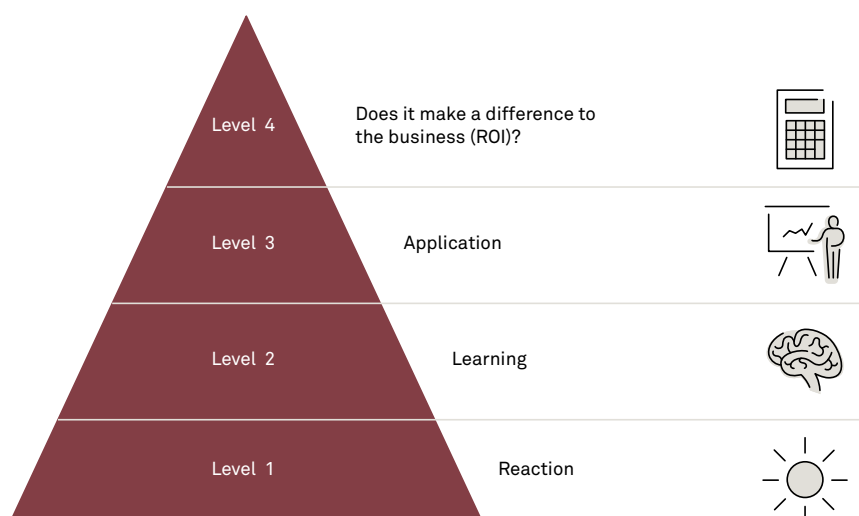 Level 4
Does it make a difference to
the business (ROI)?
Level 3
Application
Level 2
Learning
Level 1
Reaction